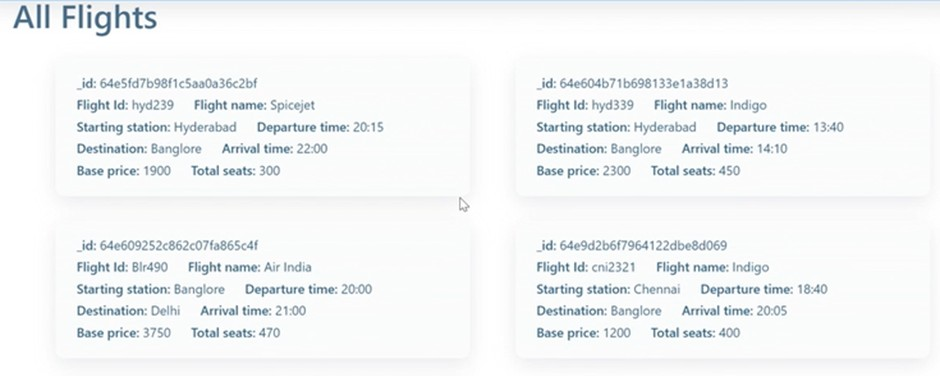 All Flights
_id: 64e5fd7b98f1c5aa0a36c2bf
Flight Id: hyd239 Flight name: Spicejet
Starting station: Hyderabad Departure time: 20:15
Destination: Banglore Arrival time: 22:00
Base price: 1900 Total seats: 300
_id: 64e604b71b698133e1a38d13
Flight Id: hyd339 Flight name: Indigo
Starting station: Hyderabad Departure time: 13:40
Destination: Banglore Arrival time: 14:10
Base price: 2300 Total seats: 450
_id: 64e609252c862c07fa865c4f
Flight Id: Blr490 Flight name: Air India
Starting station: Banglore Departure time: 20:00
Destination: Delhi Arrival time: 21:00
Base price: 3750 Total seats: 470
_id: 64e9d2b6f7964122dbe8d069
Flight Id: cni2321 Flight name: Indigo
Starting station: Chennai Departure time: 18:40
Destination: Banglore Arrival time: 20:05
Base price: 1200 Total seats: 400